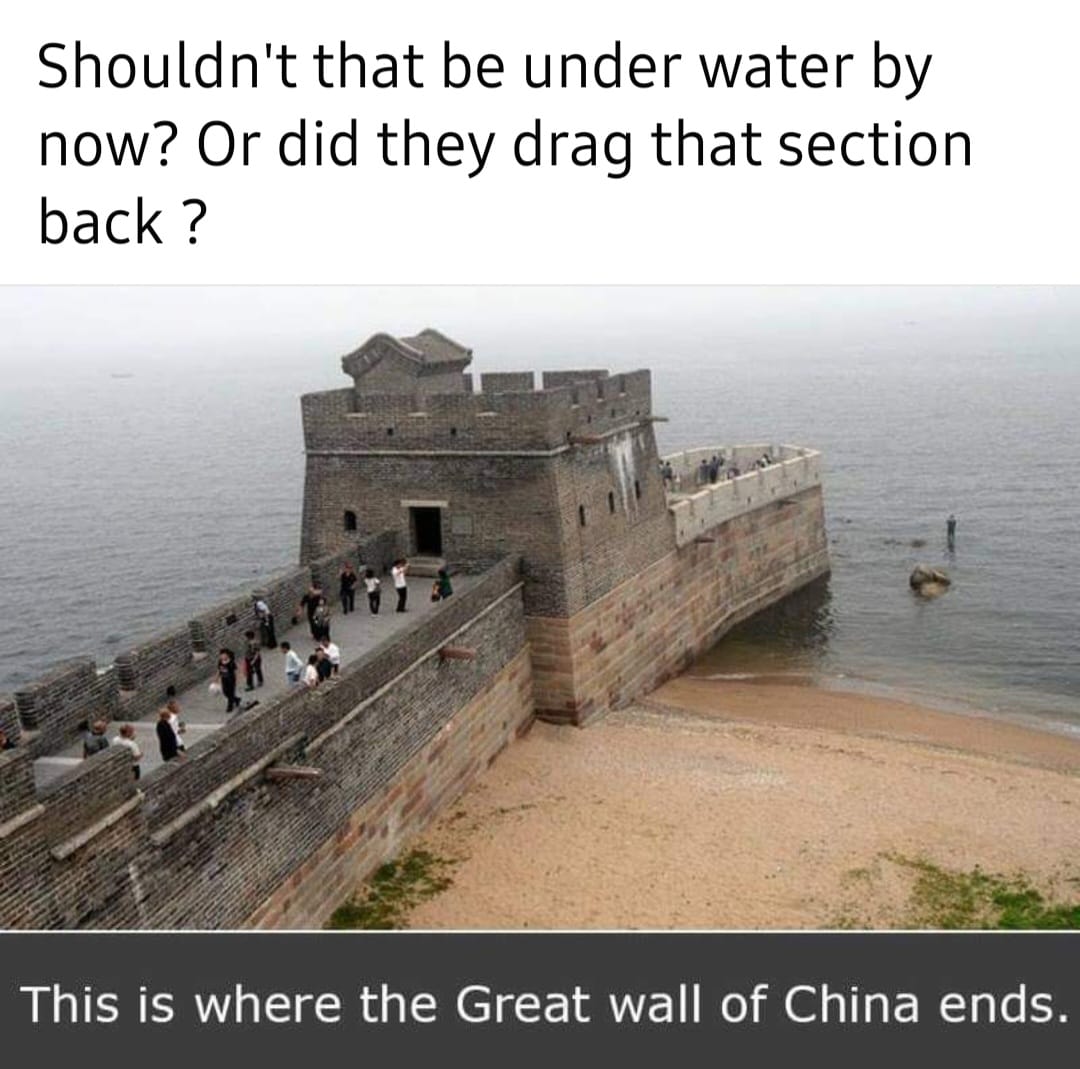 Shouldn't that be under water by
now? Or did they drag that section
back ?
This is where the Great wall of China ends.